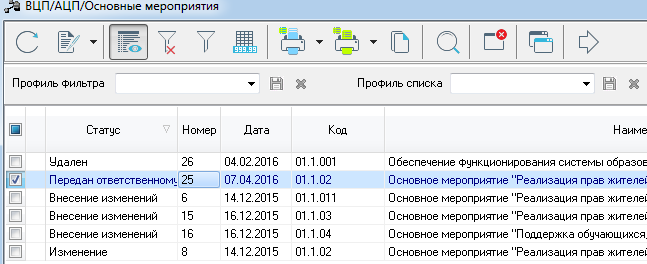 ВЦП/АЦП/Основные мероприятия
Профиль фильтра Профиль списка
Статус Номер Дата Код Наиме
Удален 26 04.02.2016 01.1.001 Обеспечение функционирования системы образов
Передан ответственному 25 07.04.2016 01.1.02 Основное мероприятие "Реализация прав жителей
Внесение изменений 6 14.12.2015 01.1.011 Основное мероприятие "Реализация прав жителей
Внесение изменений 15 16.12.2015 01.1.03 Основное мероприятие "Реализация прав жителей
Внесение изменений 16 16.12.2015 01.1.04 Основное мероприятие "Поддержка обучающихся,
Изменение 8 14.12.2015 01.1.02 Основное мероприятие "Реализация прав жителей